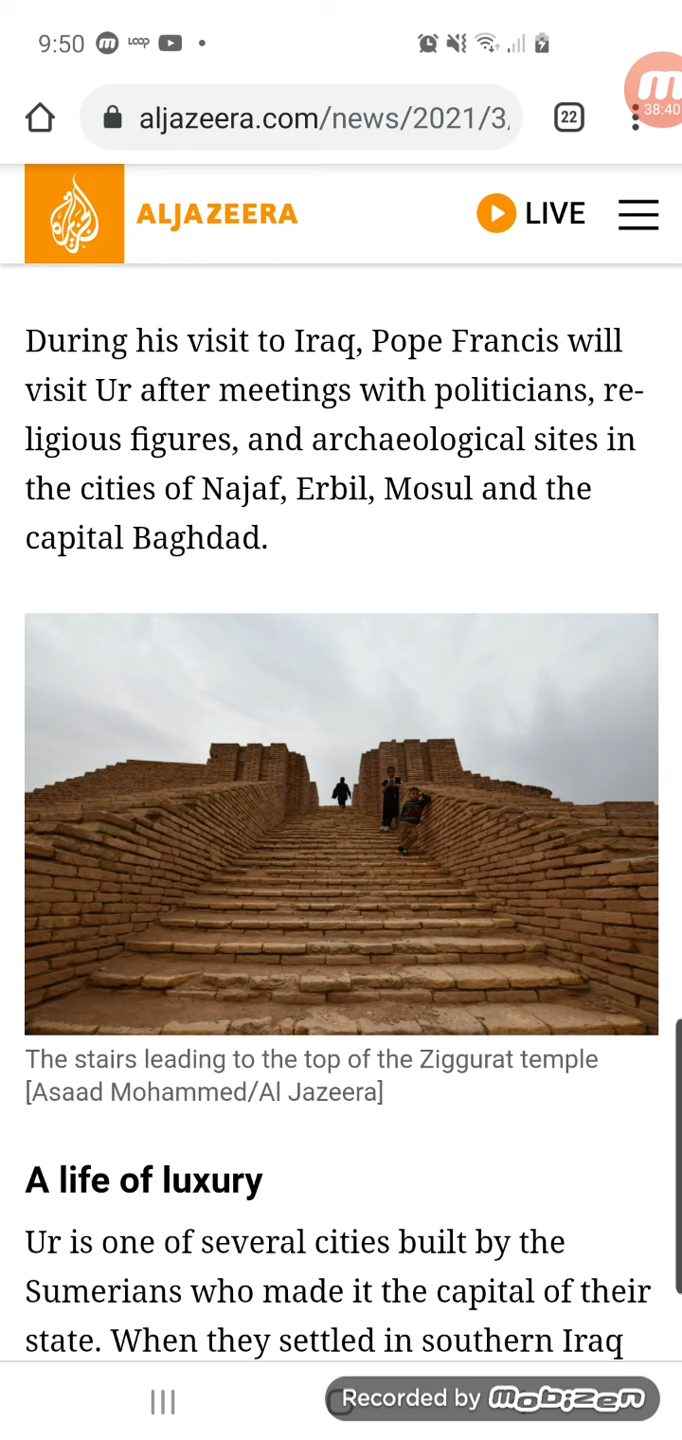 9:50 m LOOP
aljazeera.com/news/2021/3,
22
38:40
ALJAZEERA
LIVE
During his visit to Iraq, Pope Francis will
visit Ur after meetings with politicians, re-
ligious figures, and archaeological sites in
the cities of Najaf, Erbil, Mosul and the
capital Baghdad.
The stairs leading to the top of the Ziggurat temple
[Asaad Mohammed/Al Jazeera]
A life of luxury
Ur is one of several cities built by the
Sumerians who made it the capital of their
state. When they settled in southern Iraq
Recorded by mobizen